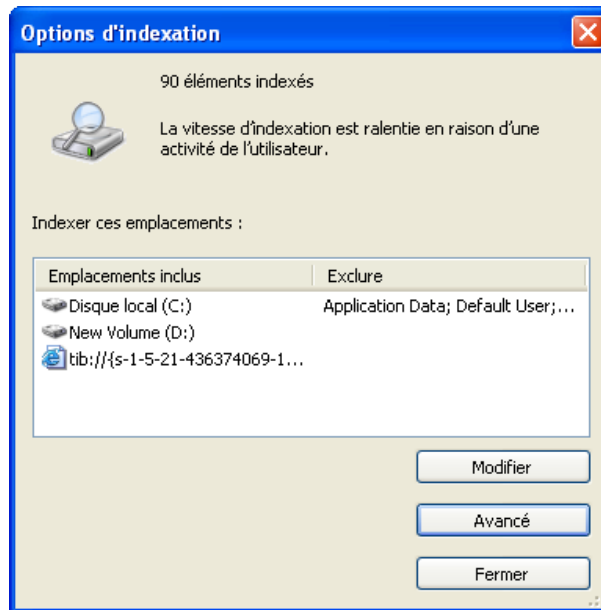 Options d'indexation
90 éléments indexés
La vitesse d'indexation est ralentie en raison d'une
activité de l'utilisateur.
Indexer ces emplacements :
Emplacements inclus Exclure
Disque local (C:) Application Data; Default User;...
New Volume (D:)
tib://{s-1-5-21-436374069-1...
Modifier
Avancé
Fermer